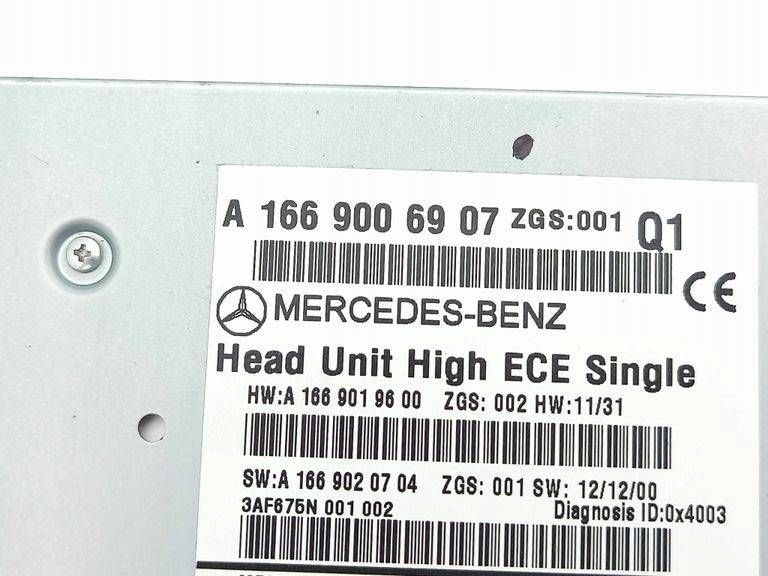 A 166 900 69 07 ZGS:001 Q1
CE
MERCEDES-BENZ
Head Unit High ECE Single
HW:A 166 901 96 00 ZGS: 002 HW:11/31
SW:A 166 902 07 04 ZGS: 001 SW: 12/12/00
3AF675N 001 002 Diagnosis ID:0x4003